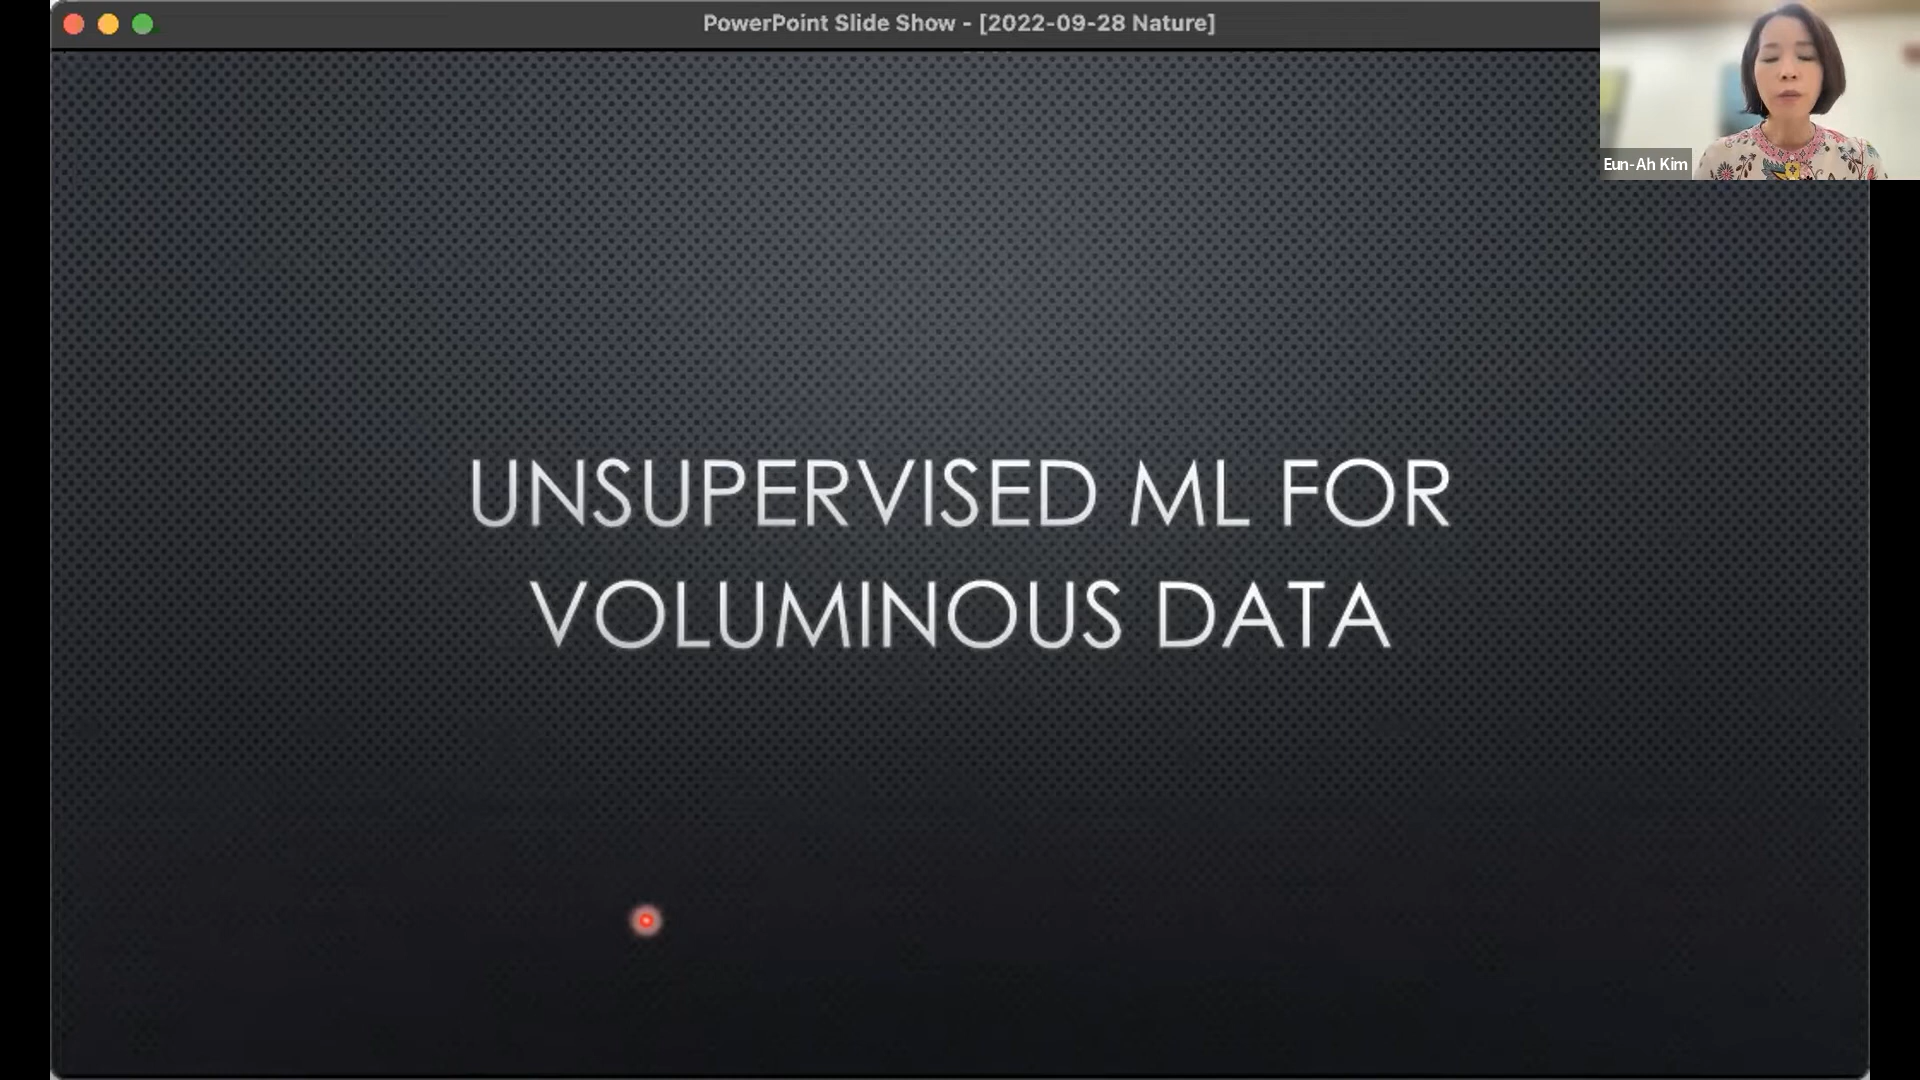 PowerPoint Slide Show - [2022-09-28 Nature]
Eun-Ah Kim
UNSUPERVISED ML FOR
VOLUMINOUS DATA